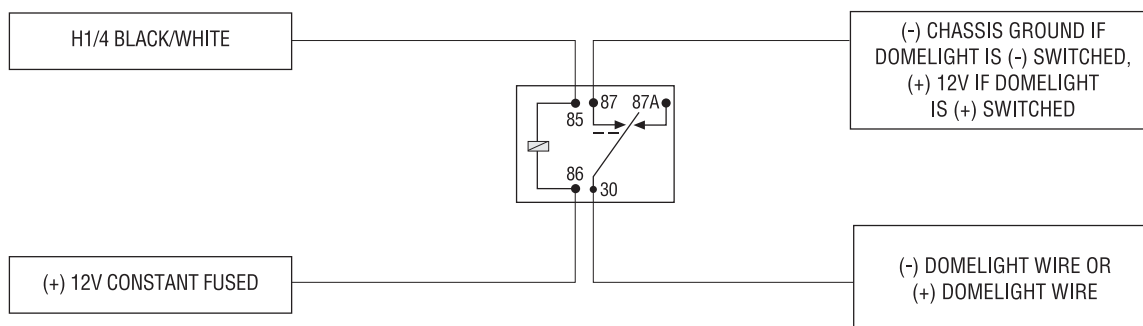 H1/4 BLACK/WHITE
(-) CHASSIS GROUND IF
DOMELIGHT IS (-) SWITCHED,
(+) 12V IF DOMELIGHT
IS (+) SWITCHED
87 87A
85
86
30
(+) 12V CONSTANT FUSED
(-) DOMELIGHT WIRE OR
(+) DOMELIGHT WIRE